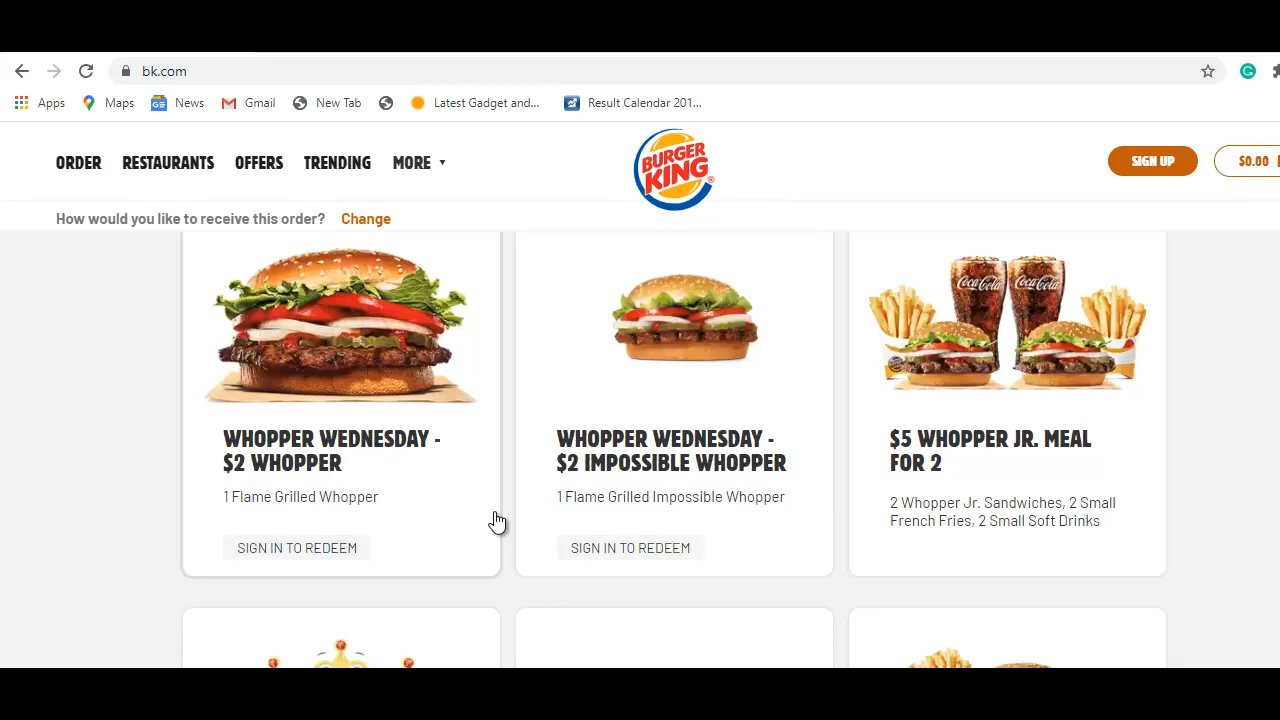 bk.com
Apps
Maps
News
Gmail
New Tab
Latest Gadget and...
Result Calendar 201...
ORDER
RESTAURANTS
OFFERS
TRENDING
MORE
BURGER
KING
®
SIGN UP
$0.00
How would you like to receive this order?
Change
Coca-Cola
Coca-Cola
WHOPPER WEDNESDAY -
$2 WHOPPER
1 Flame Grilled Whopper
SIGN IN TO REDEEM
WHOPPER WEDNESDAY -
$2 IMPOSSIBLE WHOPPER
1 Flame Grilled Impossible Whopper
SIGN IN TO REDEEM
$5 WHOPPER JR. MEAL
FOR 2
2 Whopper Jr. Sandwiches, 2 Small
French Fries, 2 Small Soft Drinks